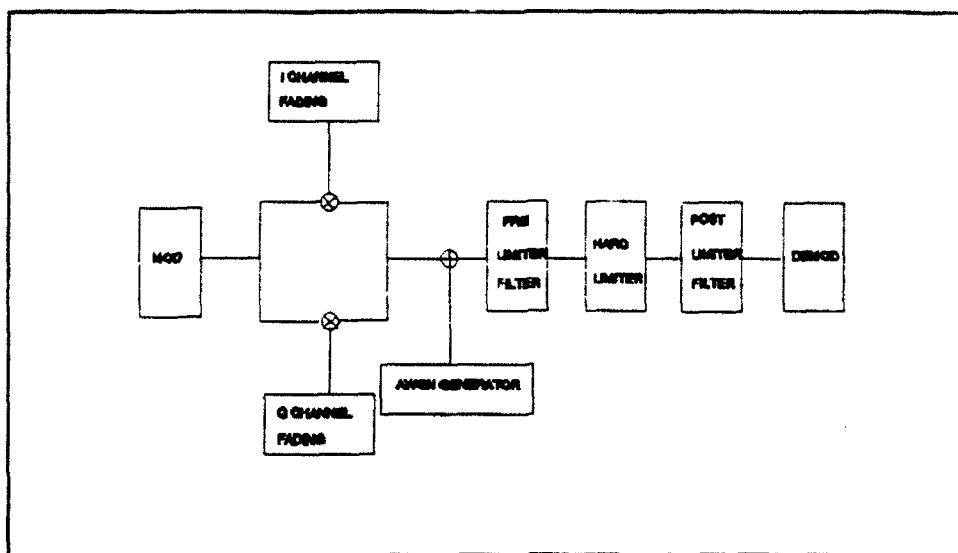 I CHANNEL
FADING
MOD
PRE
LIMITER
FILTER
HARD
LIMITER
POST
LIMITER
FILTER
DEMOD
AWGN GENERATOR
Q CHANNEL
FADING